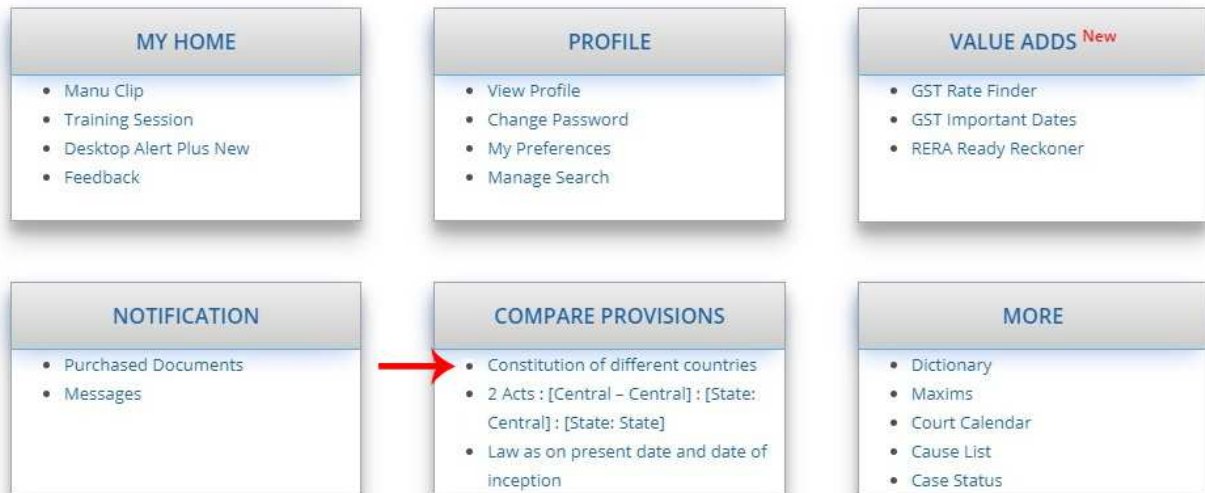 MY HOME
Manu Clip
Training Session
Desktop Alert Plus New
Feedback
PROFILE
View Profile
Change Password
My Preferences
Manage Search
VALUE ADDS New
GST Rate Finder
GST Important Dates
RERA Ready Reckoner
NOTIFICATION
Purchased Documents
Messages
COMPARE PROVISIONS
Constitution of different countries
2 Acts : [Central – Central] : [State:
Central] : [State: State]
Law as on present date and date of
inception
MORE
Dictionary
Maxims
Court Calendar
Cause List
Case Status